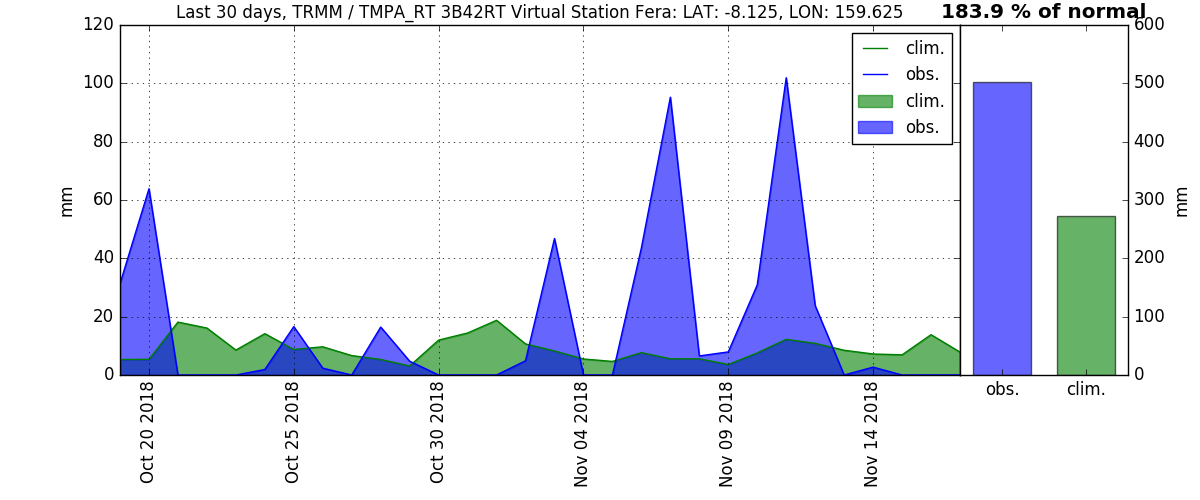 Last 30 days, TRMM / TMPA_RT 3B42RT Virtual Station Fera: LAT: -8.125, LON: 159.625
183.9 % of normal
120
100
80
60
40
20
0
mm
clim.
obs.
clim.
obs.
600
500
400
300
200
100
0
mm
Oct 20 2018
Oct 25 2018
Oct 30 2018
Nov 04 2018
Nov 09 2018
Nov 14 2018
obs.
clim.